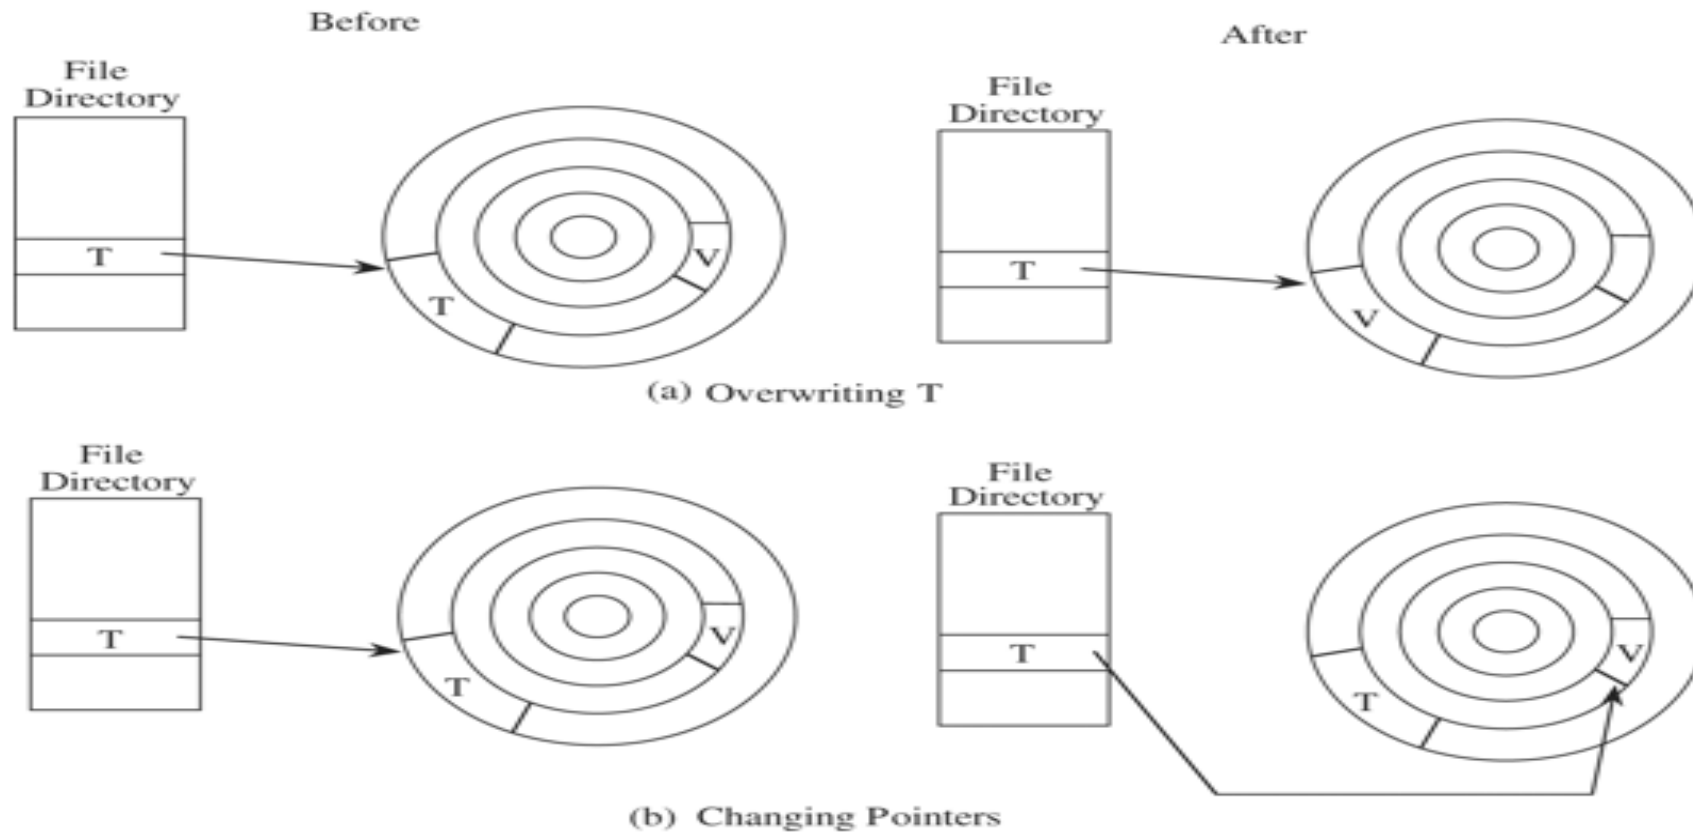 Before
After
File
Directory
T
T
V
File
Directory
T
V
(a) Overwriting T
File
Directory
T
T
V
File
Directory
T
T
V
(b) Changing Pointers